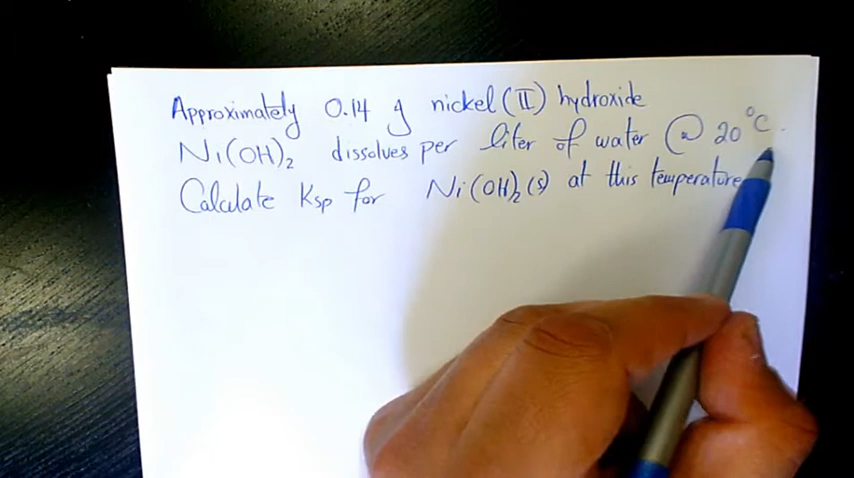 Approximately 0.14 g nickel (II) hydroxide
Ni(OH)2 dissolves per liter of water @ 20°C.
Calculate Ksp for Ni(OH)2(s) at this temperature